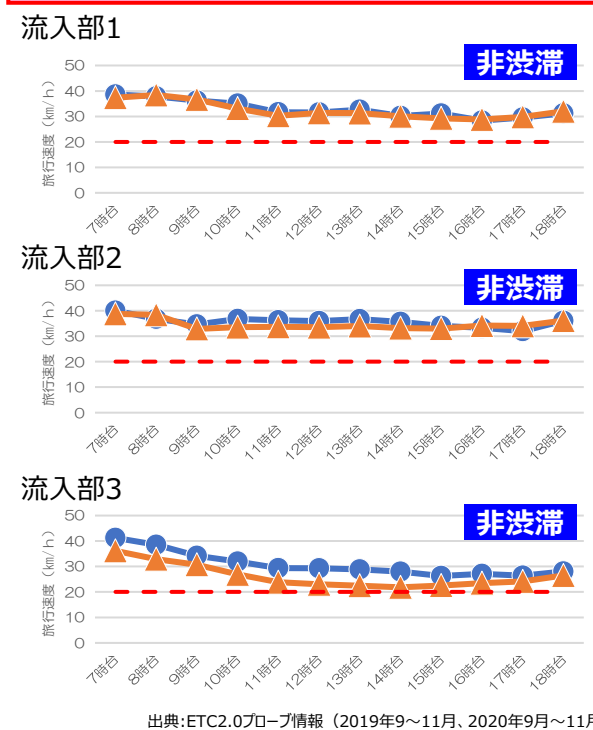 流入部1
非渋滞
旅行速度（km/h）
50
40
30
20
10
0
7時台 8時台 9時台 10時台 11時台 12時台 13時台 14時台 15時台 16時台 17時台 18時台
流入部2
非渋滞
旅行速度（km/h）
50
40
30
20
10
0
7時台 8時台 9時台 10時台 11時台 12時台 13時台 14時台 15時台 16時台 17時台 18時台
流入部3
非渋滞
旅行速度（km/h）
50
40
30
20
10
0
7時台 8時台 9時台 10時台 11時台 12時台 13時台 14時台 15時台 16時台 17時台 18時台
出典:ETC2.0プローブ情報（2019年9～11月、2020年9月～11月